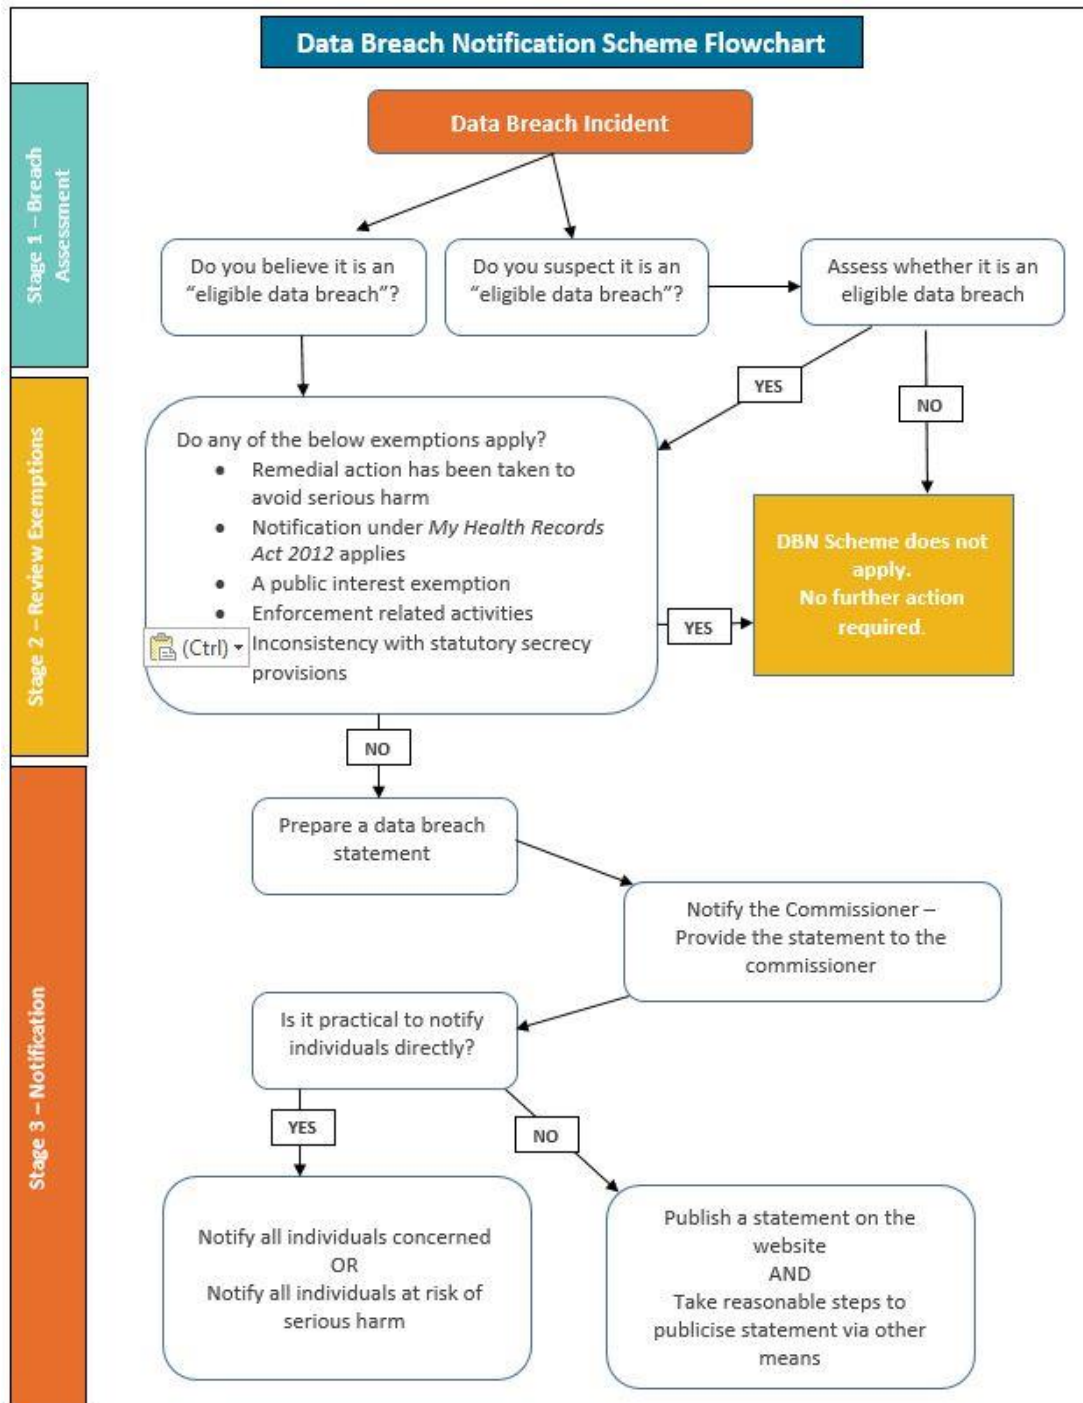 Data Breach Notification Scheme Flowchart
Stage 1 – Breach
Assessment
Data Breach Incident
Do you believe it is an
“eligible data breach”?
Do you suspect it is an
“eligible data breach”?
Assess whether it is an
eligible data breach
YES
NO
Stage 2 – Review Exemptions
Do any of the below exemptions apply?
● Remedial action has been taken to
avoid serious harm
● Notification under My Health Records
Act 2012 applies
● A public interest exemption
● Enforcement related activities
(Ctrl)
Inconsistency with statutory secrecy
provisions
YES
DBN Scheme does not
apply.
No further action
required.
NO
Stage 3 – Notification
Prepare a data breach
statement
Notify the Commissioner –
Provide the statement to the
commissioner
Is it practical to notify
individuals directly?
YES
NO
Notify all individuals concerned
OR
Notify all individuals at risk of
serious harm
Publish a statement on the
website
AND
Take reasonable steps to
publicise statement via other
means